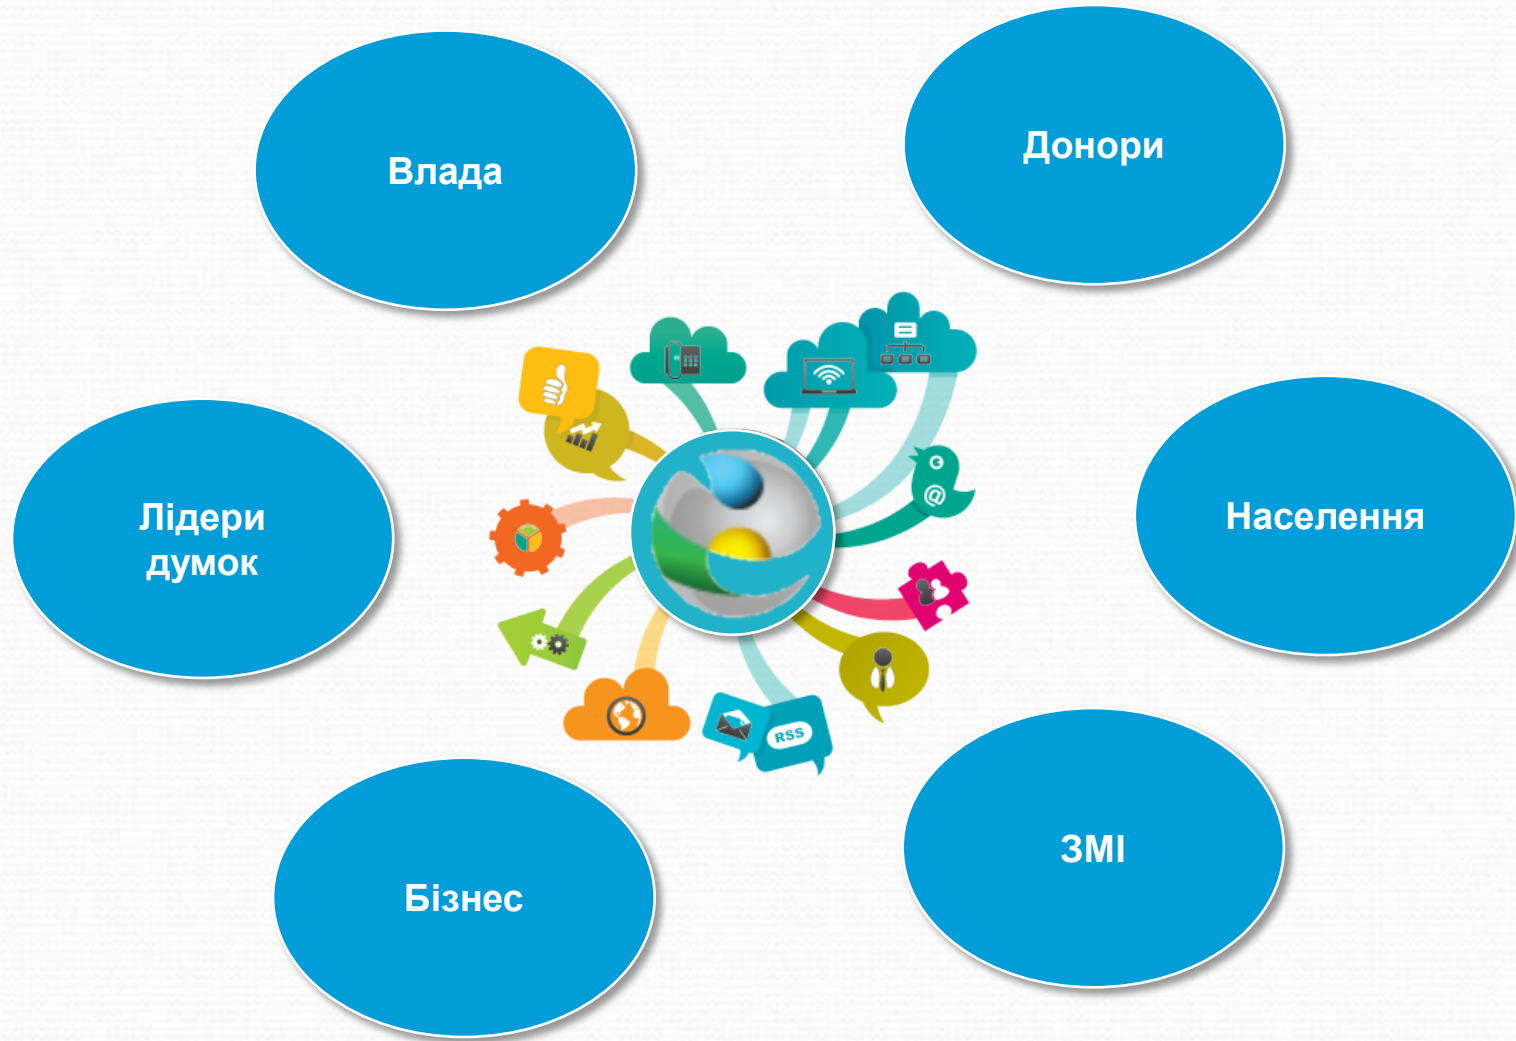 Влада
Донори
Лідери
думок
Населення
@
RSS
Бізнес
ЗМІ